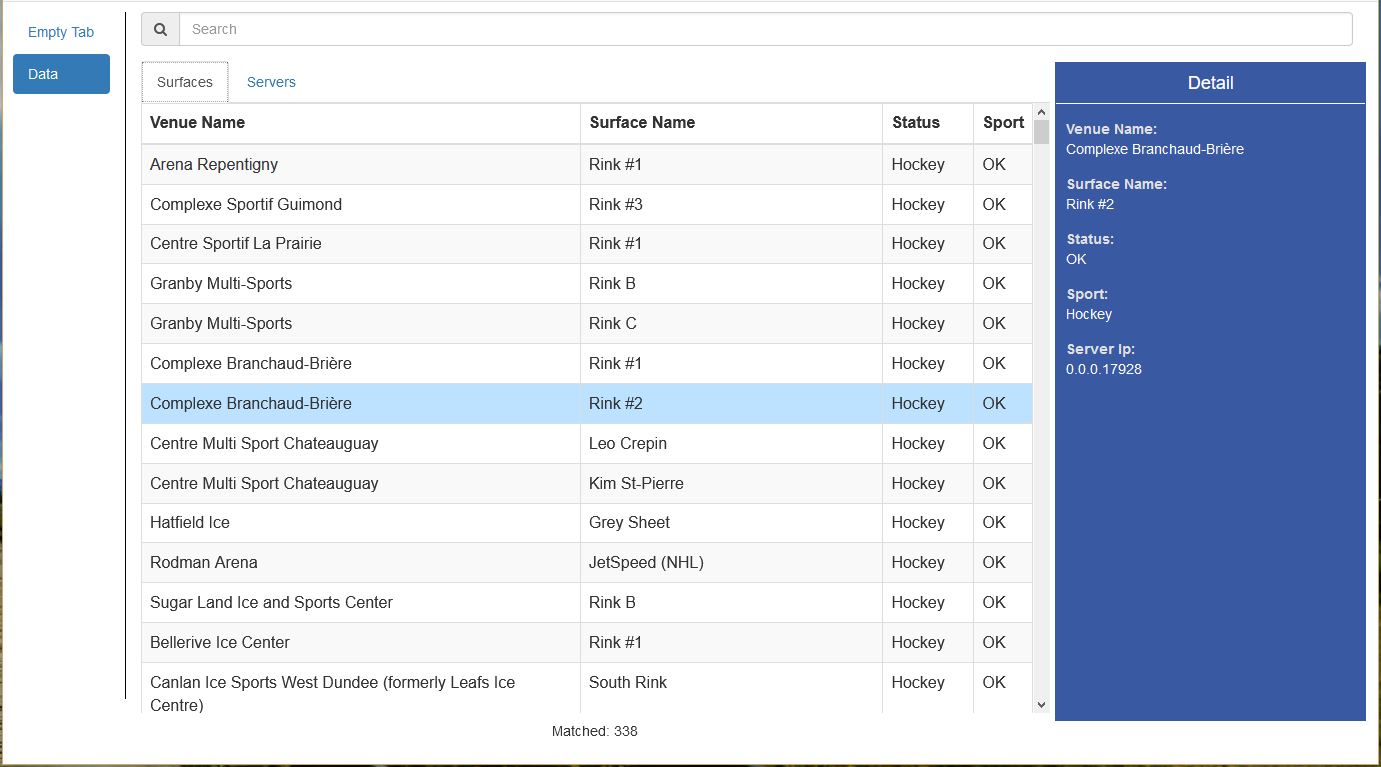 Empty Tab
Data
Search
Surfaces Servers
Venue Name Surface Name Status Sport
Arena Repentigny Rink #1 Hockey OK
Complexe Sportif Guimond Rink #3 Hockey OK
Centre Sportif La Prairie Rink #1 Hockey OK
Granby Multi-Sports Rink B Hockey OK
Granby Multi-Sports Rink C Hockey OK
Complexe Branchaud-Brière Rink #1 Hockey OK
Complexe Branchaud-Brière Rink #2 Hockey OK
Centre Multi Sport Chateauguay Leo Crepin Hockey OK
Centre Multi Sport Chateauguay Kim St-Pierre Hockey OK
Hatfield Ice Grey Sheet Hockey OK
Rodman Arena JetSpeed (NHL) Hockey OK
Sugar Land Ice and Sports Center Rink B Hockey OK
Bellerive Ice Center Rink #1 Hockey OK
Canlan Ice Sports West Dundee (formerly Leafs Ice South Rink Hockey OK
Centre)
Matched: 338
Detail
Venue Name:
Complexe Branchaud-Brière
Surface Name:
Rink #2
Status:
OK
Sport:
Hockey
Server Ip:
0.0.0.17928